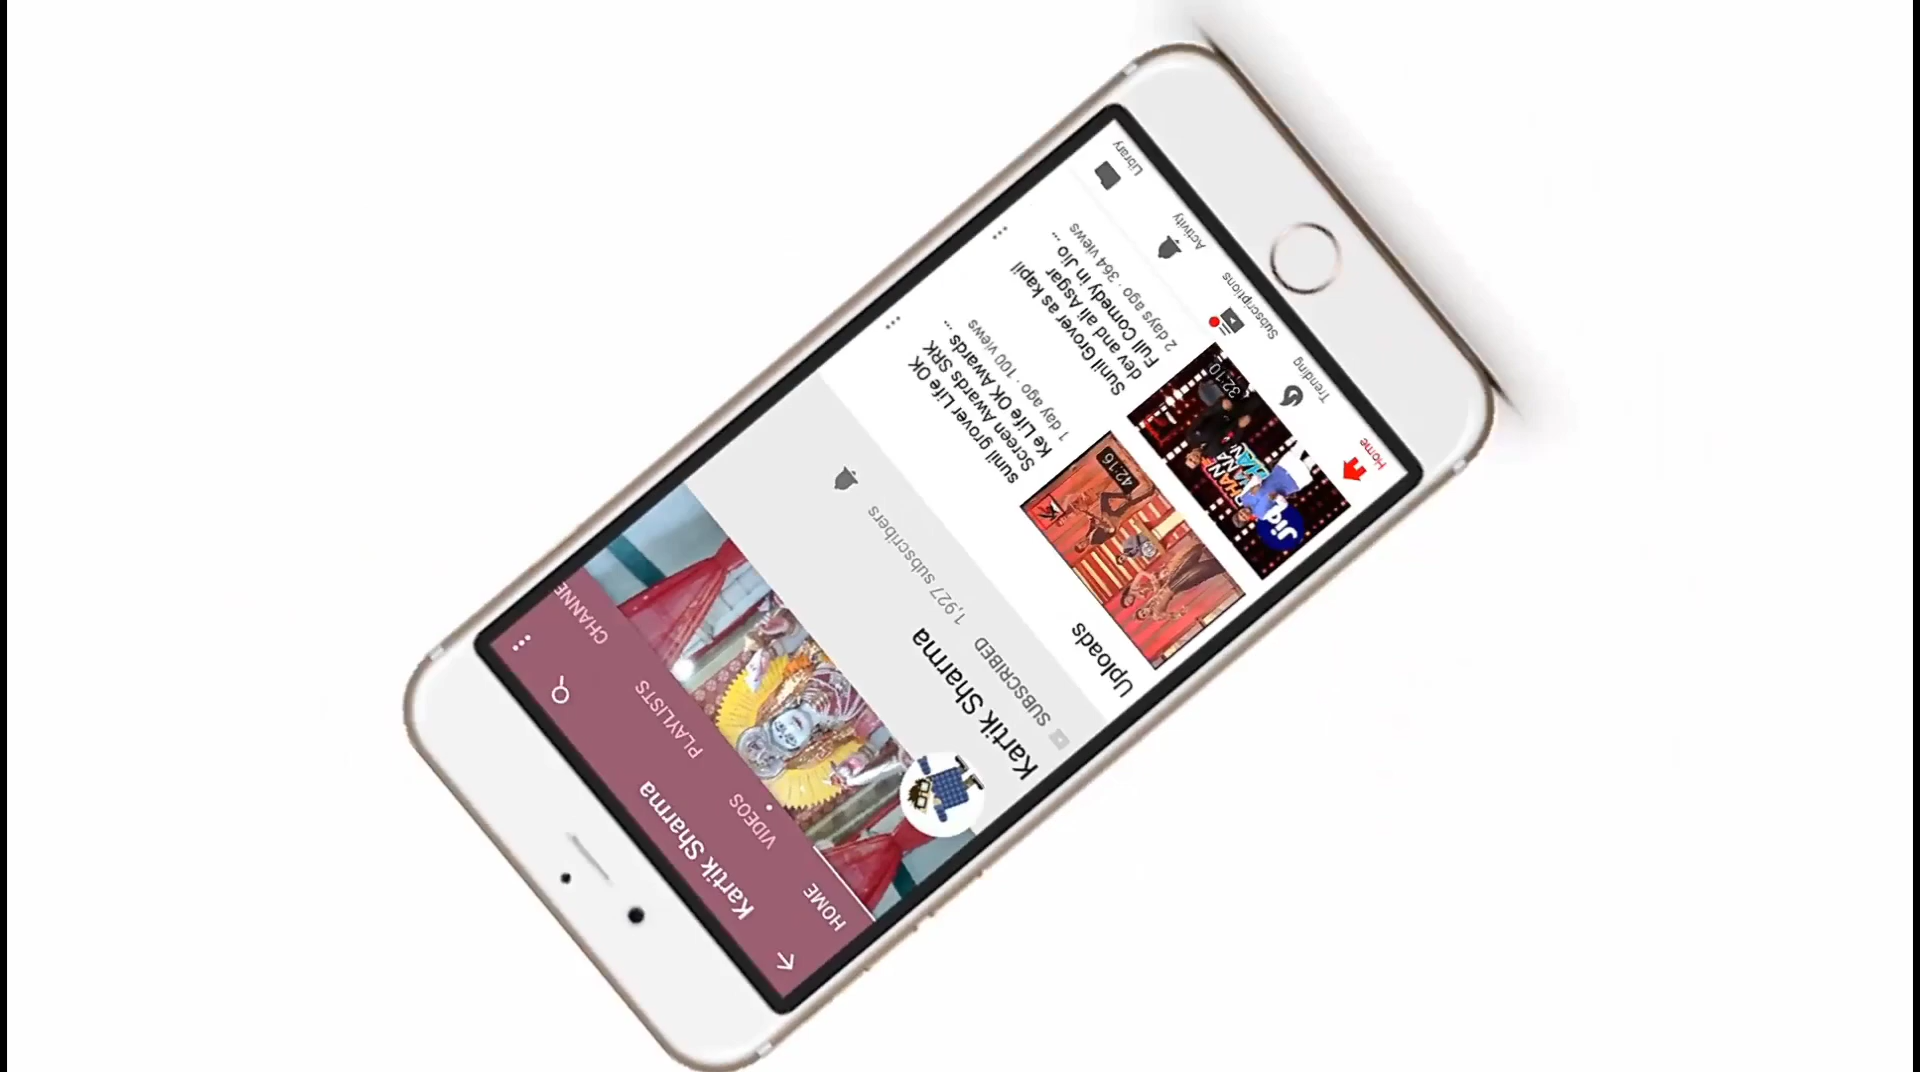 Kartik Sharma
HOME
VIDEOS
PLAYLISTS
CHANNE
Kartik Sharma
SUBSCRIBED
1,927 subscribers
Uploads
42:16
sunil grover Life OK
Screen Awards SRK
Ke Life OK Awards ...
1 day ago · 100 views
Jio
32:10
Sunil Grover as kapil
dev and ali Asgar
Full Comedy in Jio ...
2 days ago · 364 views
Home
Trending
Subscriptions
Activity
Library